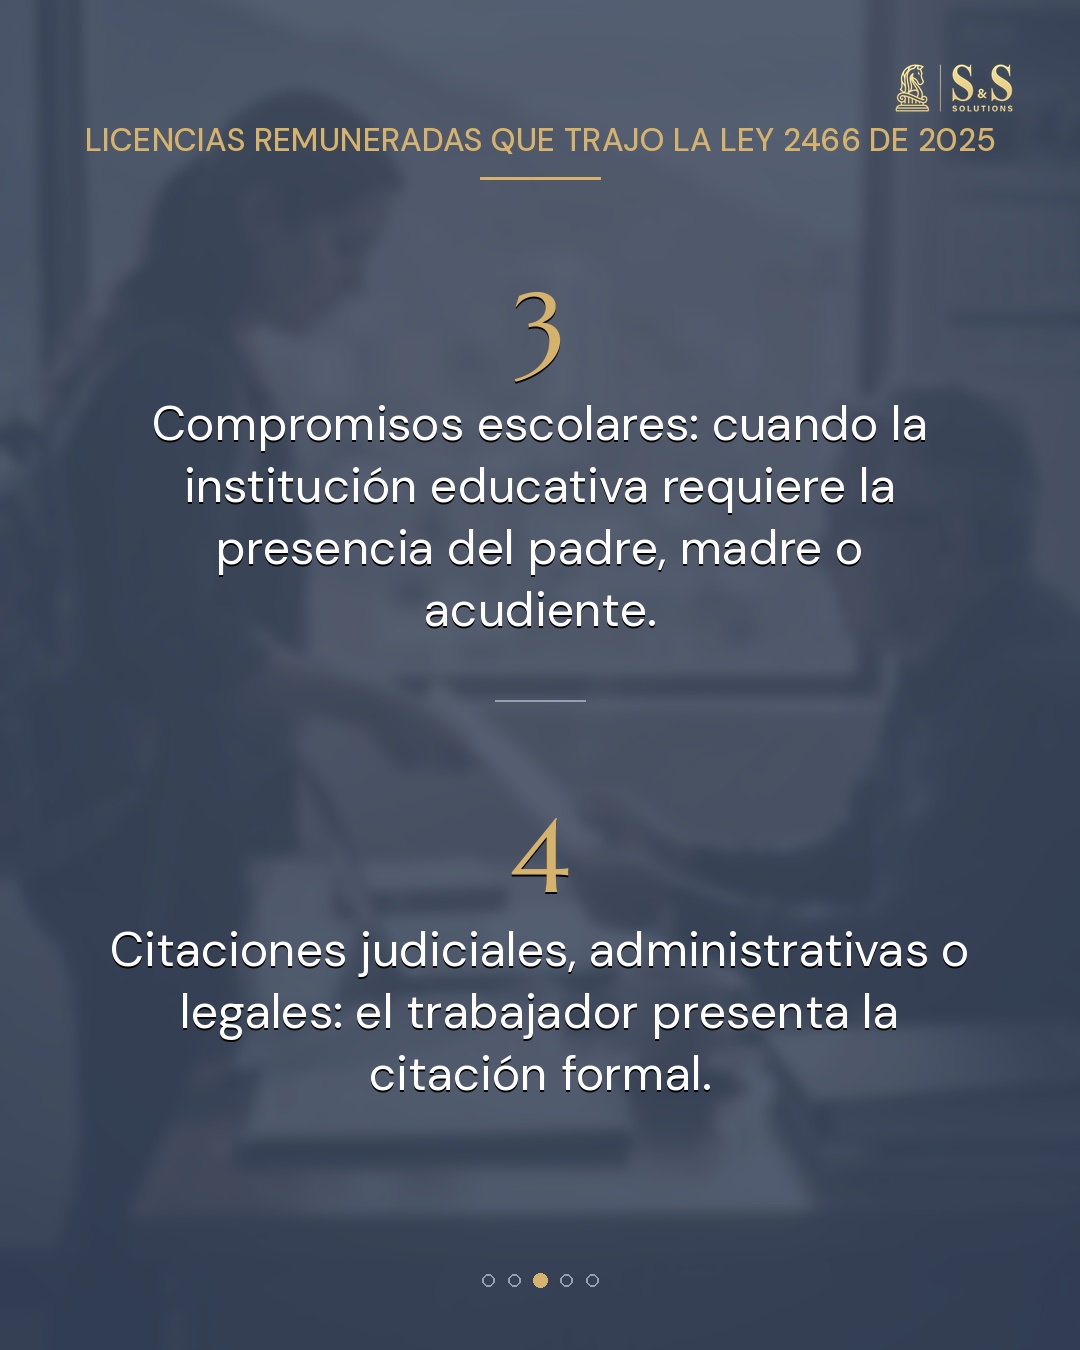 S&S
SOLUTIONS
LICENCIAS REMUNERADAS QUE TRAJO LA LEY 2466 DE 2025
3
Compromisos escolares: cuando la
institución educativa requiere la
presencia del padre, madre o
acudiente.
4
Citaciones judiciales, administrativas o
legales: el trabajador presenta la
citación formal.